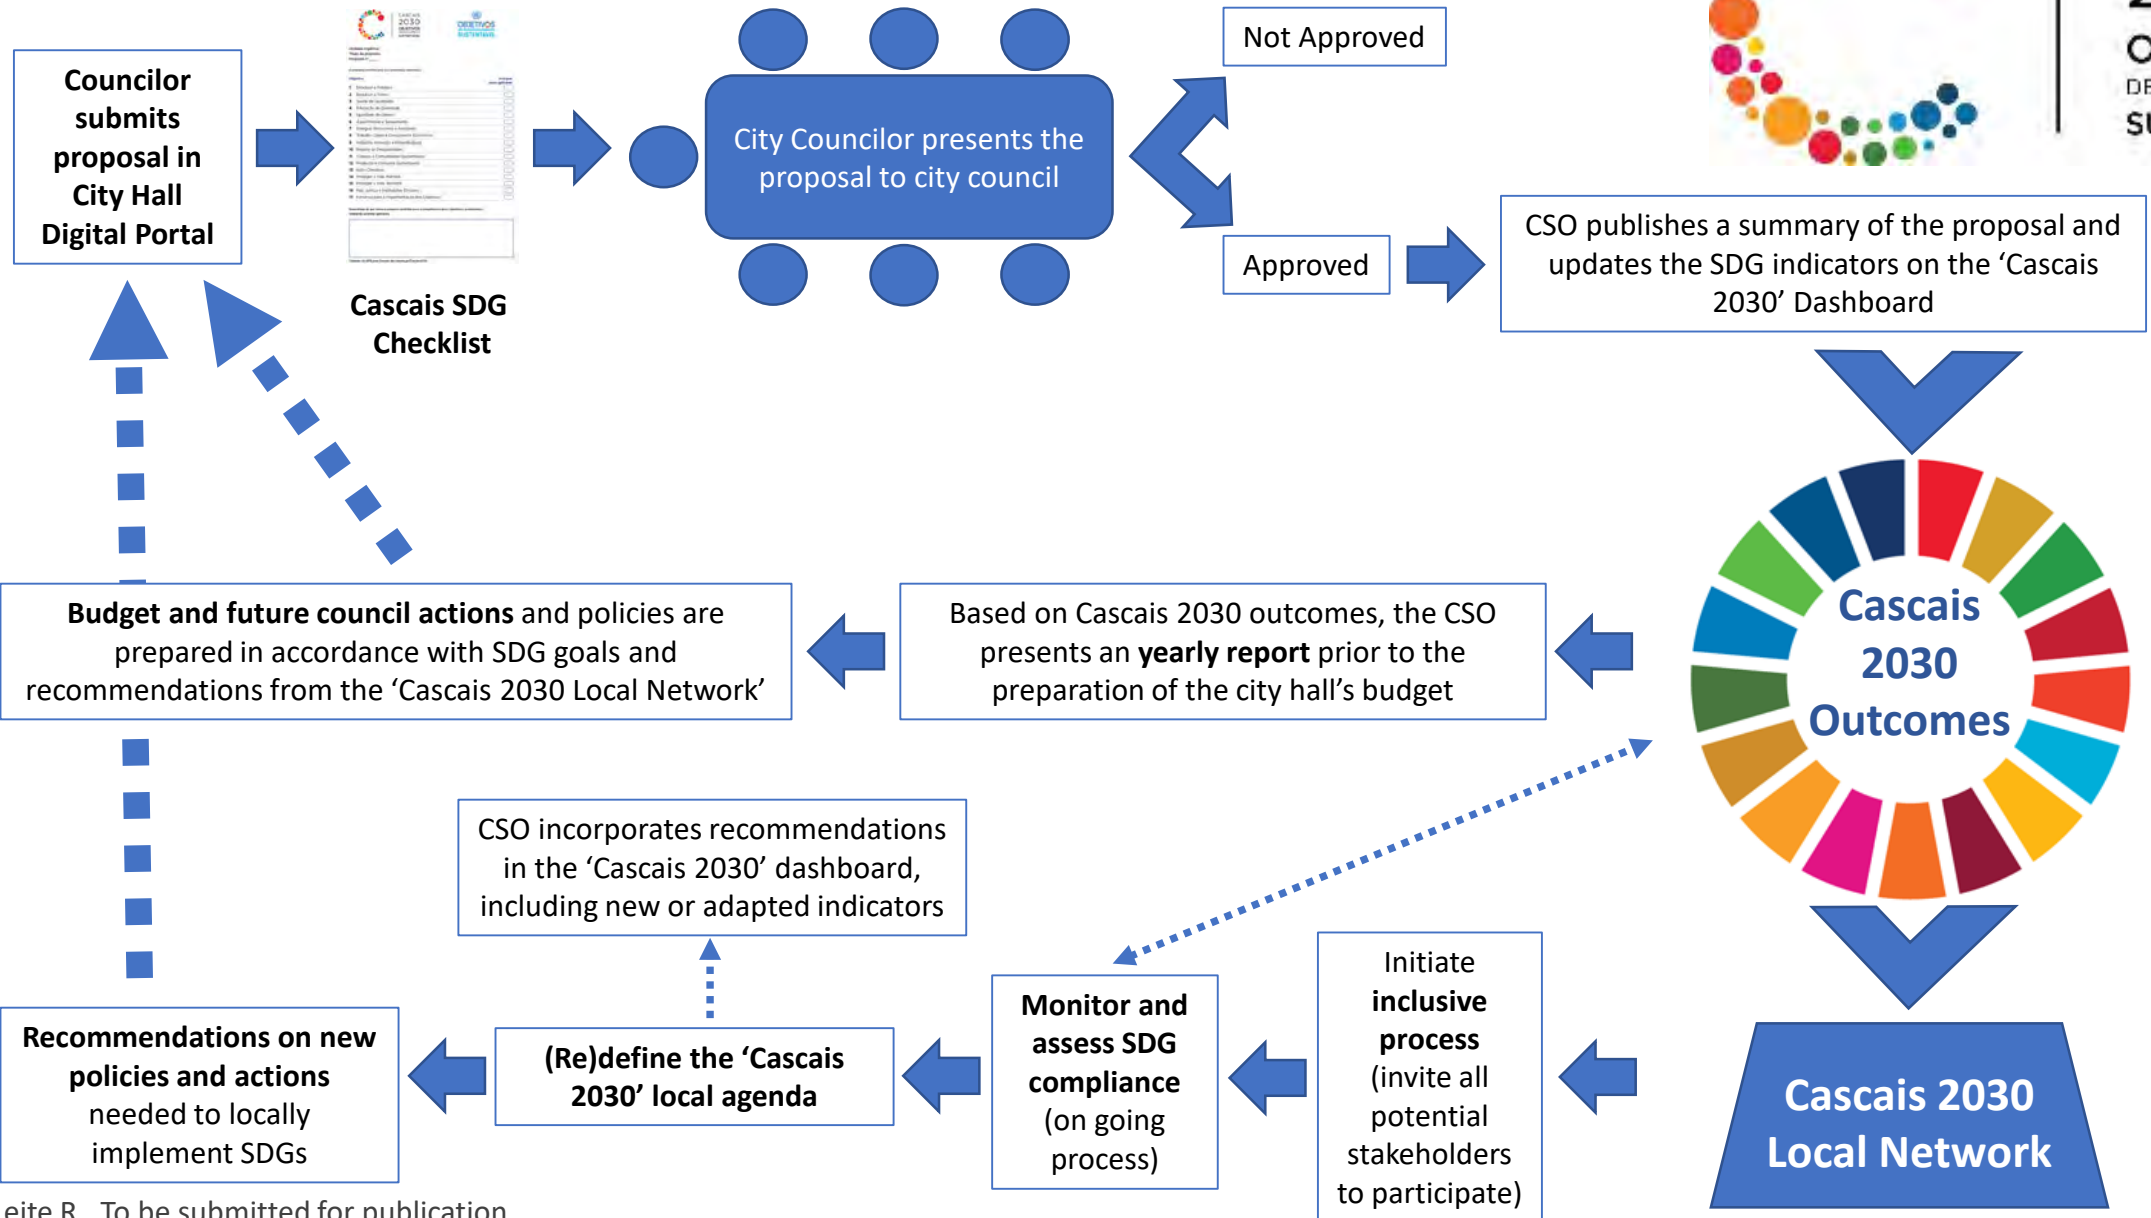 Councilor
submits
proposal in
City Hall
Digital Portal
CASCAIS
2030
OBJETIVOS
SUSTENTÁVEIS
Cascais SDG
Checklist
City Councilor presents the
proposal to city council
Not Approved
Approved
DE
CSO publishes a summary of the proposal and
updates the SDG indicators on the ‘Cascais
2030’ Dashboard
Cascais
2030
Outcomes
Based on Cascais 2030 outcomes, the CSO
presents an yearly report prior to the
preparation of the city hall’s budget
Budget and future council actions and policies are
prepared in accordance with SDG goals and
recommendations from the ‘Cascais 2030 Local Network’
CSO incorporates recommendations
in the ‘Cascais 2030’ dashboard,
including new or adapted indicators
Cascais 2030
Local Network
Initiate
inclusive
process
(invite all
potential
stakeholders
to participate)
Monitor and
assess SDG
compliance
(on going
process)
(Re)define the ‘Cascais
2030’ local agenda
Recommendations on new
policies and actions
needed to locally
implement SDGs
eite R. To be submitted for publication